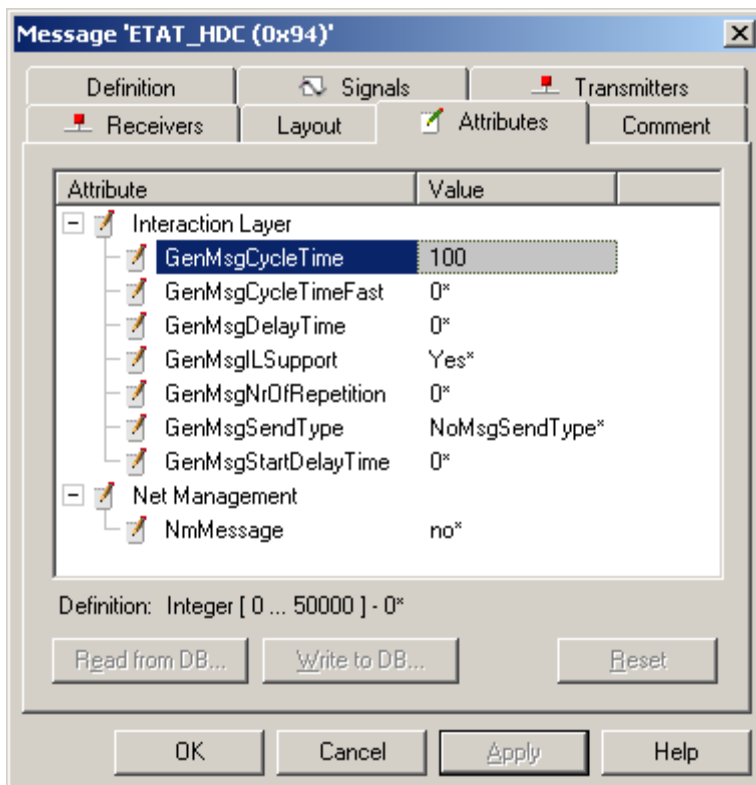 Message 'ETAT_HDC (0x94)'
Definition Signals Transmitters
Receivers Layout Attributes Comment
Attribute Value
Interaction Layer
GenMsgCycleTime 100
GenMsgCycleTimeFast 0*
GenMsgDelayTime 0*
GenMsgILSupport Yes*
GenMsgNrOfRepetition 0*
GenMsgSendType NoMsgSendType*
GenMsgStartDelayTime 0*
Net Management
NmMessage no*
Definition: Integer [ 0 ... 50000 ] - 0*
Read from DB... Write to DB... Reset
OK Cancel Apply Help